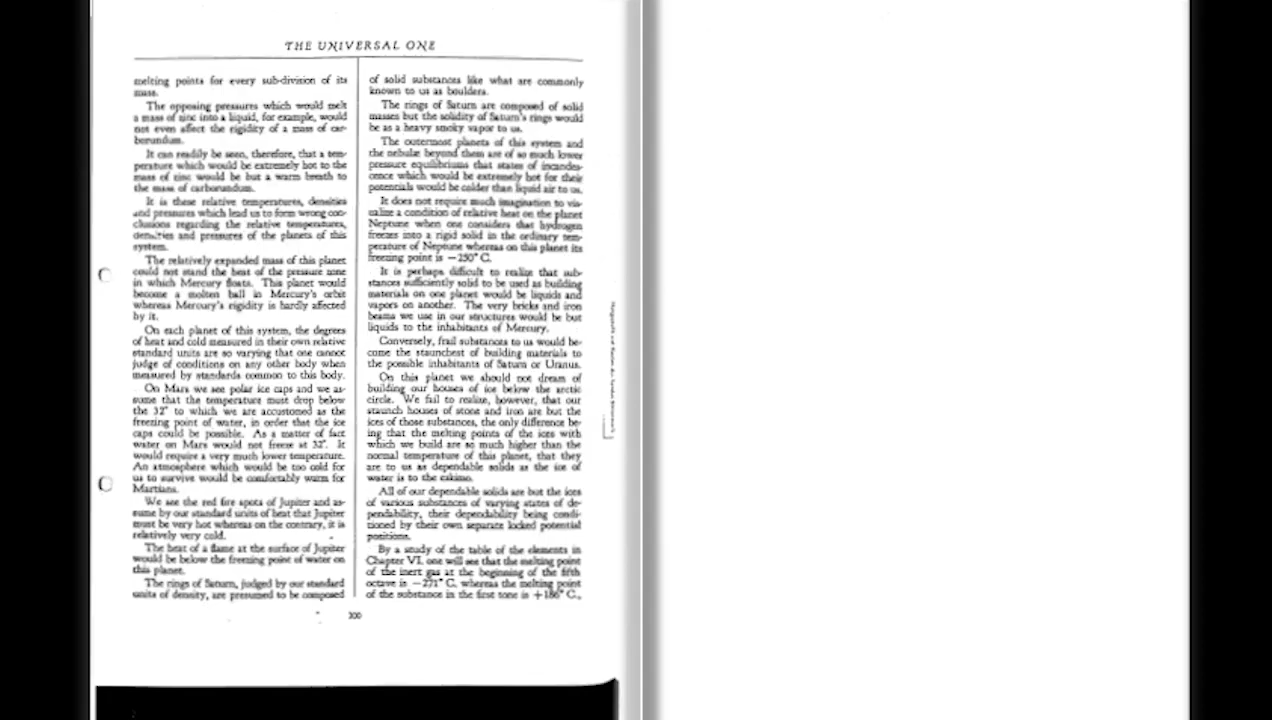 THE UNIVERSAL ONE
melting points for every sub-division of its
mass.
The opposing pressures which would melt
a mass of zinc into a liquid, for example, would
not even affect the rigidity of a mass of car-
borundum.
It can readily be seen, therefore, that a tem-
perature which would be extremely hot to the
mass of zinc would be but a warm breath to
the mass of carborundum.
It is these relative temperatures, densities
and pressures which lead us to form wrong con-
clusions regarding the relative temperatures,
densities and pressures of the planets of this
system.
The relatively expanded mass of this planet
could not stand the heat of the pressure zone
in which Mercury floats. This planet would
become a molten ball in Mercury's orbit
whereas Mercury's rigidity is hardly affected
by it.
On each planet of this system, the degrees
of heat and cold measured in their own relative
standard units are so varying that one cannot
judge of conditions on any other body when
measured by standards common to this body.
On Mars we see polar ice caps and we as-
sume that the temperature must drop below
the 32° to which we are accustomed as the
freezing point of water, in order that the ice
caps could be possible. As a matter of fact
water on Mars would not freeze at 32°. It
would require a very much lower temperature.
An atmosphere which would be too cold for
us to survive would be comfortably warm for
Martians.
We see the red fire spots of Jupiter and as-
sume by our standard units of heat that Jupiter
must be very hot whereas on the contrary, it is
relatively very cold.
The heat of a flame at the surface of Jupiter
would be below the freezing point of water on
this planet.
The rings of Saturn, judged by our standard
units of density, are presumed to be composed
of solid substances like what are commonly
known to us as boulders.
The rings of Saturn are composed of solid
masses but the solidity of Saturn's rings would
be as a heavy smoky vapor to us.
The outermost planets of this system and
the nebulae beyond them are of so much lower
pressure equilibriums that states of incandes-
cence which would be extremely hot for their
potentials would be colder than liquid air to us.
It does not require much imagination to vis-
ualize a condition of relative heat on the planet
Neptune when one considers that hydrogen
freezes into a rigid solid in the ordinary tem-
perature of Neptune whereas on this planet its
freezing point is −250° C.
It is perhaps difficult to realize that sub-
stances sufficiently solid to be used as building
materials on one planet would be liquids and
vapors on another. The very bricks and iron
beams we use in our structures would be but
liquids to the inhabitants of Mercury.
Conversely, frail substances to us would be-
come the staunchest of building materials to
the possible inhabitants of Saturn or Uranus.
On this planet we should not dream of
building our houses of ice below the arctic
circle. We fail to realize, however, that our
staunch houses of stone and iron are but the
ices of those substances, the only difference be-
ing that the melting points of the ices with
which we build are so much higher than the
normal temperature of this planet, that they
are to us as dependable solids as the ice of
water is to the eskimo.
All of our dependable solids are but the ices
of various substances of varying states of de-
pendability, their dependability being condi-
tioned by their own separate locked potential
positions.
By a study of the table of the elements in
Chapter VI, one will see that the melting point
of the inert gas at the beginning of the fifth
octave is −271° C. whereas the melting point
of the substance in the first tone is +186° C.,
200